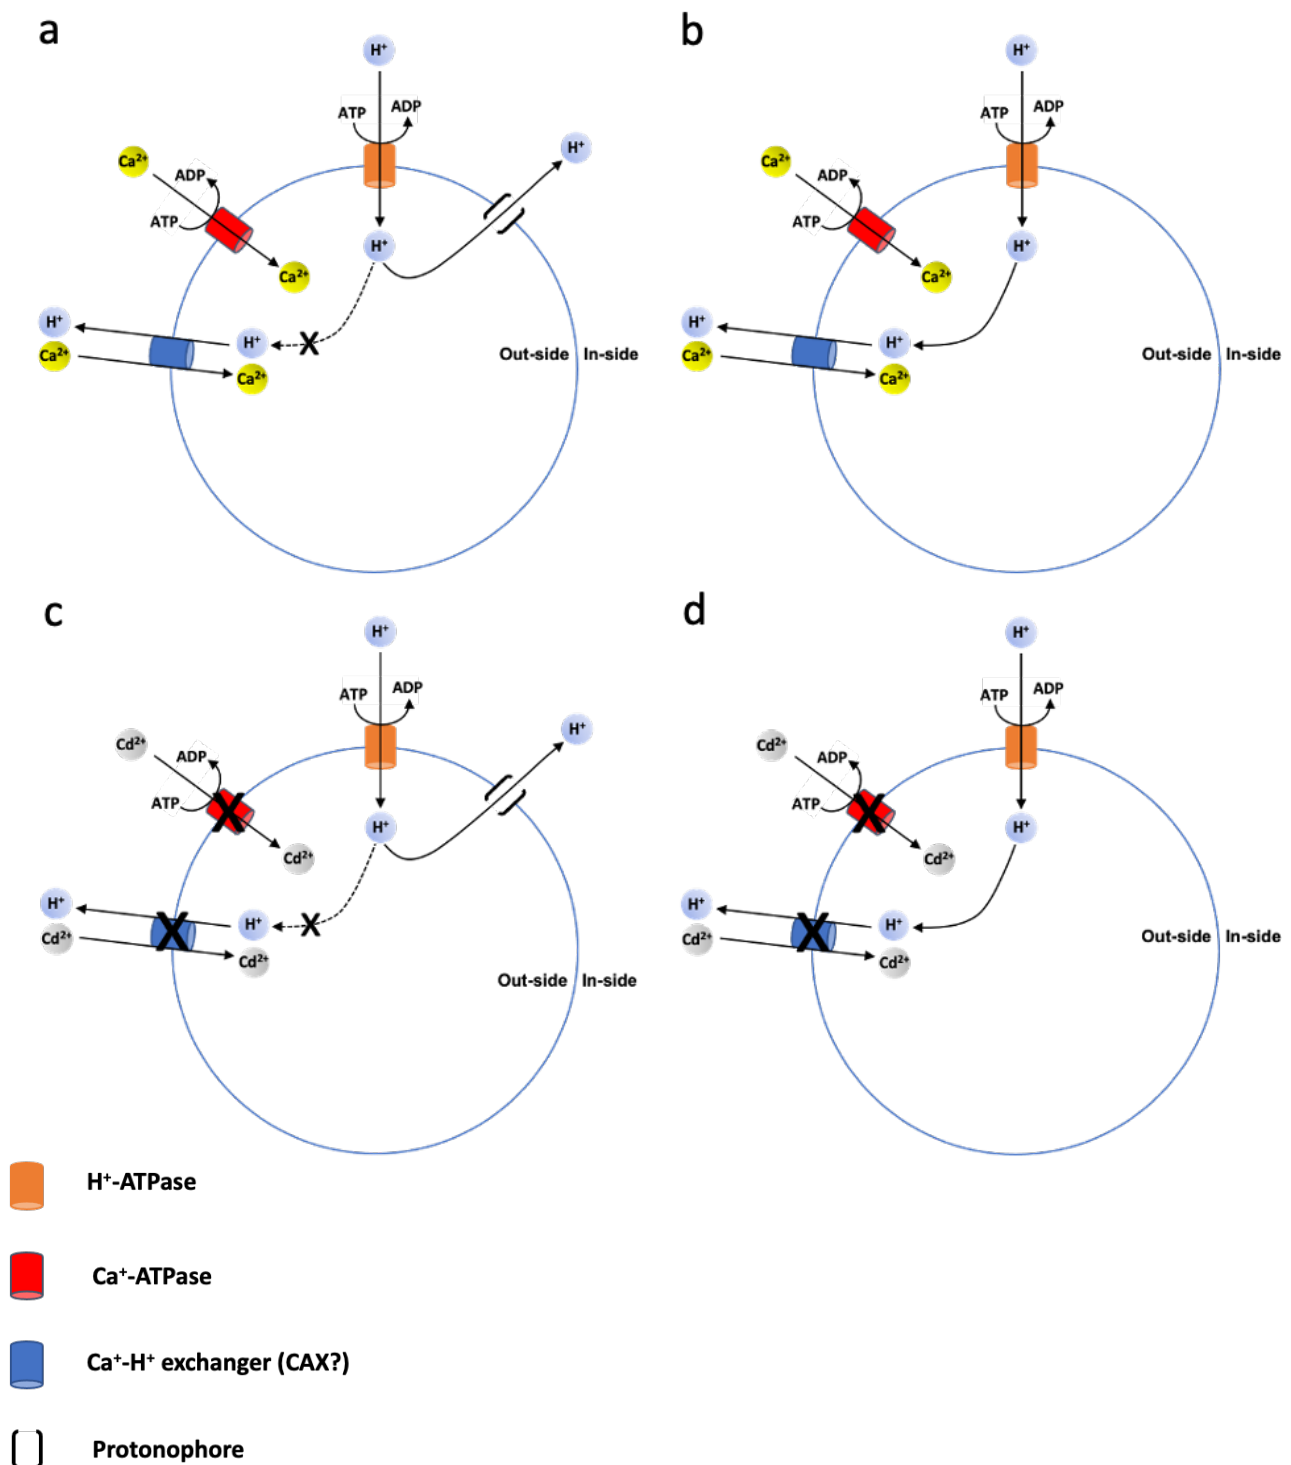 a
b
H⁺
H⁺
ATP
ADP
ATP
ADP
H⁺
Ca²⁺
ADP
ATP
Ca²⁺
ADP
ATP
H⁺
H⁺
Ca²⁺
Ca²⁺
H⁺
H⁺
X
Ca²⁺
Ca²⁺
H⁺
H⁺
Ca²⁺
Ca²⁺
Out-side
In-side
Out-side
In-side
c
d
H⁺
H⁺
ATP
ADP
ATP
ADP
H⁺
Cd²⁺
ADP
ATP
X
Cd²⁺
ADP
ATP
X
H⁺
H⁺
Cd²⁺
Cd²⁺
H⁺
H⁺
X
X
Cd²⁺
Cd²⁺
H⁺
H⁺
X
Cd²⁺
Cd²⁺
Out-side
In-side
Out-side
In-side
H⁺-ATPase
Ca⁺-ATPase
Ca⁺-H⁺ exchanger (CAX?)
Protonophore